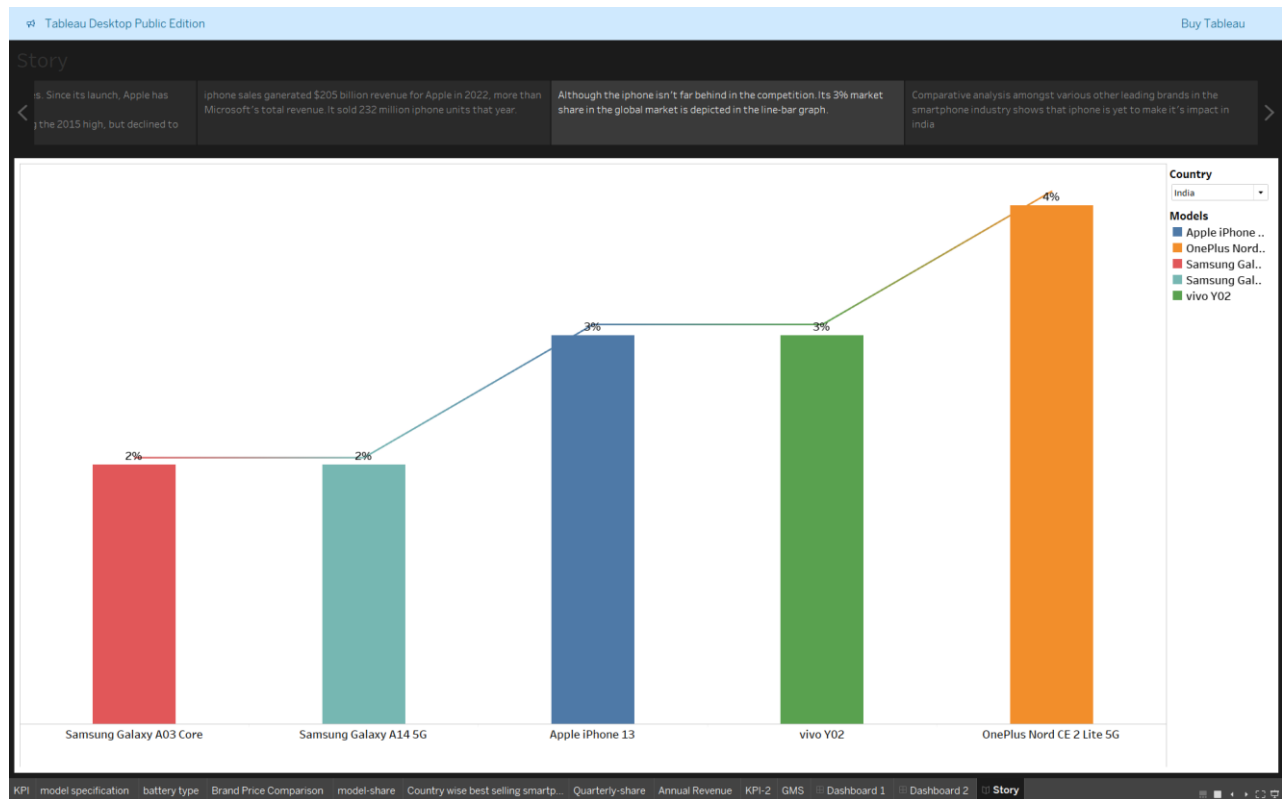 Tableau Desktop Public Edition
Buy Tableau
Story
s. Since its launch, Apple has
g the 2015 high, but declined to
iphone sales ganerated $205 billion revenue for Apple in 2022, more than
Microsoft's total revenue. It sold 232 million iphone units that year.
Although the iphone isn't far behind in the competition. Its 3% market
share in the global market is depicted in the line-bar graph.
Comparative analysis amongst various other leading brands in the
smartphone industry shows that iphone is yet to make it's impact in
india
2%
2%
3%
3%
4%
Samsung Galaxy A03 Core
Samsung Galaxy A14 5G
Apple iPhone 13
vivo Y02
OnePlus Nord CE 2 Lite 5G
Country
India
Models
Apple iPhone ..
OnePlus Nord..
Samsung Gal..
Samsung Gal..
vivo Y02
KPI
model specification
battery type
Brand Price Comparison
model-share
Country wise best selling smartp...
Quarterly-share
Annual Revenue
KPI-2
GMS
Dashboard 1
Dashboard 2
Story